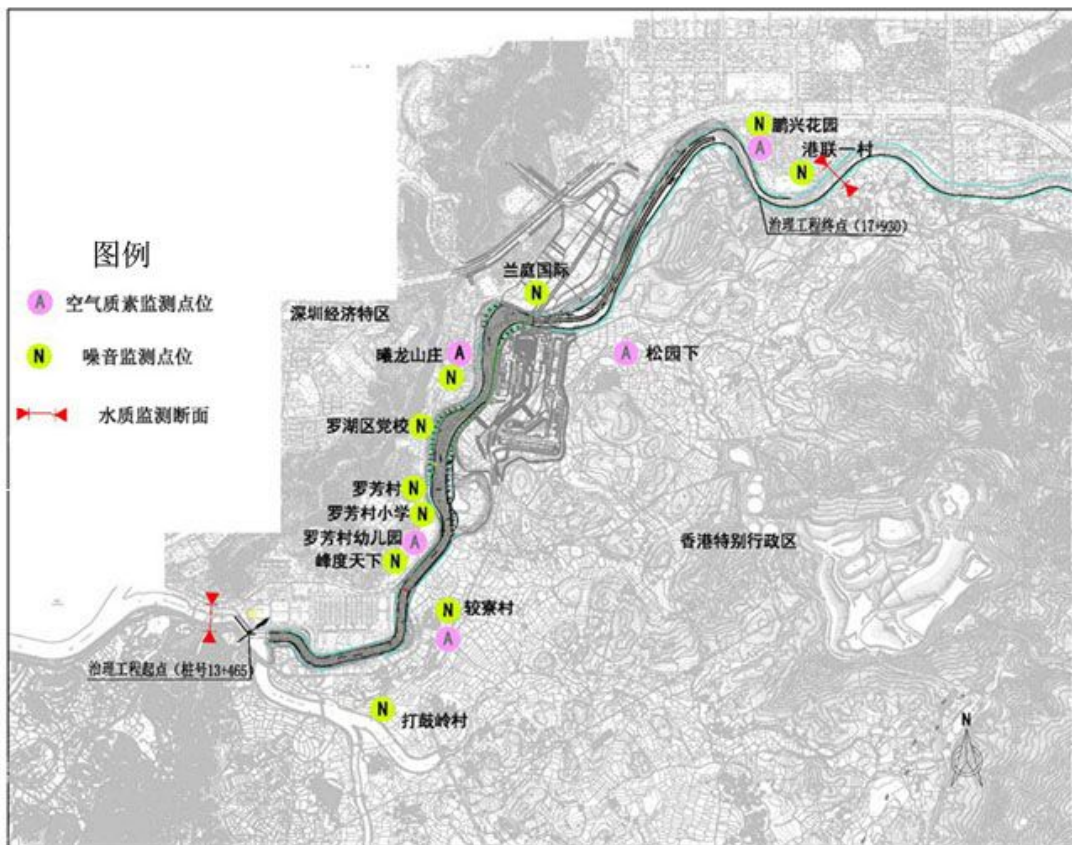 鹏兴花园
港联一村
治理工程终点（17+930）
图例
A 空气质素监测点位
N 噪音监测点位
水质监测断面
兰庭国际
深圳经济特区
曦龙山庄
松园下
罗湖区党校
罗芳村
罗芳村小学
罗芳村幼儿园
峰度天下
香港特别行政区
较寮村
治理工程起点（桩号13+465）
打鼓岭村
N